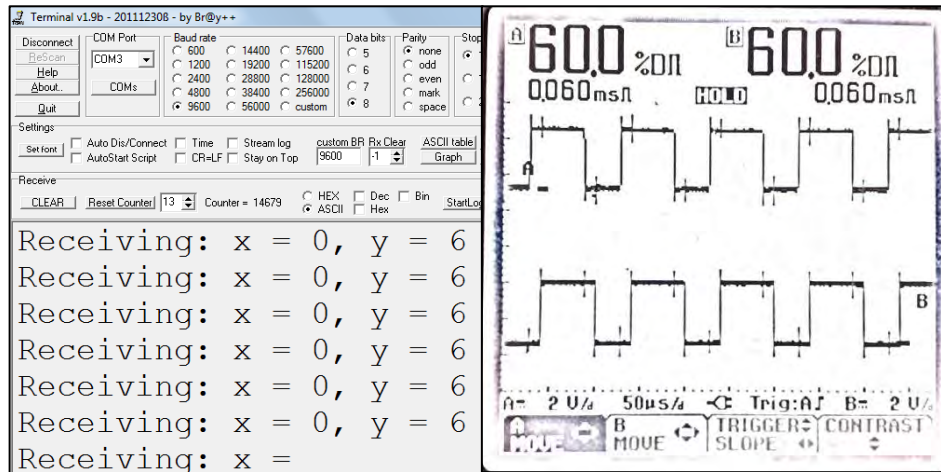 Terminal v1.9b - 20111230ß - by Br@y++
Disconnect
ReScan
Help
About..
Quit
COM Port
COM3
COMs
Baud rate
600 14400 57600
1200 19200 115200
2400 28800 128000
4800 38400 256000
9600 56000 custom
Data bits
5
6
7
8
Parity
none
odd
even
mark
space
Stop
Settings
Set font
Auto Dis/Connect Time Stream log
AutoStart Script CR=LF Stay on Top
custom BR Rx Clear
9600 -1
ASCII table
Graph
Receive
CLEAR Reset Counter 13 Counter = 14679
HEX Dec Bin
ASCII Hex
StartLog
Receiving: x = 0, y = 6
Receiving: x = 0, y = 6
Receiving: x = 0, y = 6
Receiving: x = 0, y = 6
Receiving: x = 0, y = 6
Receiving: x = 0, y = 6
Receiving: x =
A 60.0 %DΠ B 60.0 %DΠ
0.060 ms HOLD 0.060 ms
A
B
A= 2 V/d 50µS/d Trig:A B= 2 V/
A MOVE
B MOVE
TRIGGER SLOPE
CONTRAST